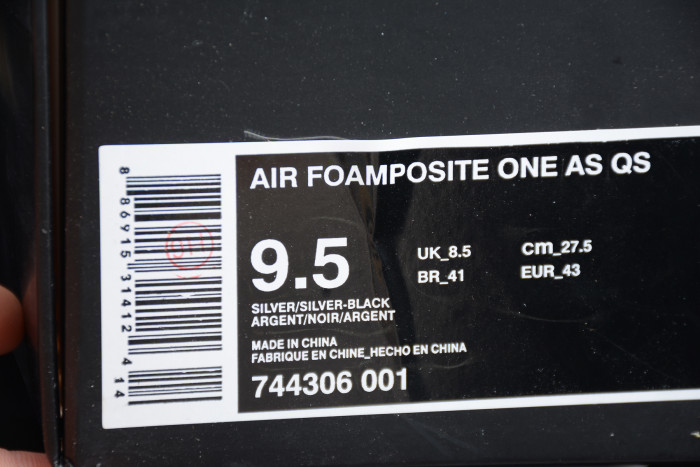 AIR FOAMPOSITE ONE AS QS
9.5
UK_8.5
cm_27.5
BR_41
EUR_43
SILVER/SILVER-BLACK
ARGENT/NOIR/ARGENT
MADE IN CHINA
FABRIQUE EN CHINE_HECHO EN CHINA
744306 001
8 86915 31412 4 14